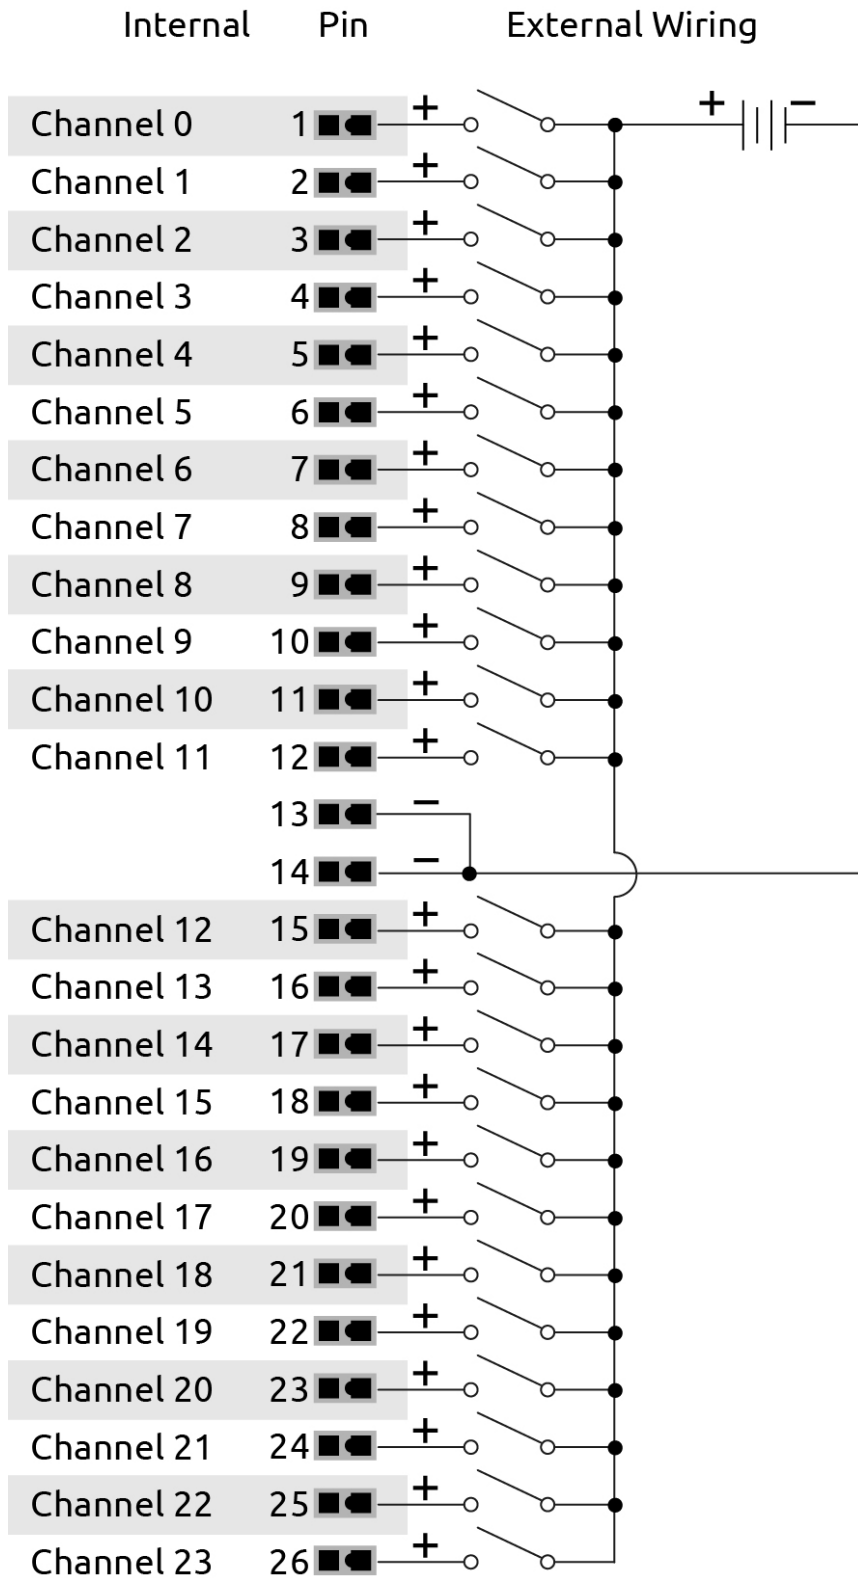 Internal Pin External Wiring
+ −
Channel 0 1 +
Channel 1 2 +
Channel 2 3 +
Channel 3 4 +
Channel 4 5 +
Channel 5 6 +
Channel 6 7 +
Channel 7 8 +
Channel 8 9 +
Channel 9 10 +
Channel 10 11 +
Channel 11 12 +
13 −
14 −
Channel 12 15 +
Channel 13 16 +
Channel 14 17 +
Channel 15 18 +
Channel 16 19 +
Channel 17 20 +
Channel 18 21 +
Channel 19 22 +
Channel 20 23 +
Channel 21 24 +
Channel 22 25 +
Channel 23 26 +